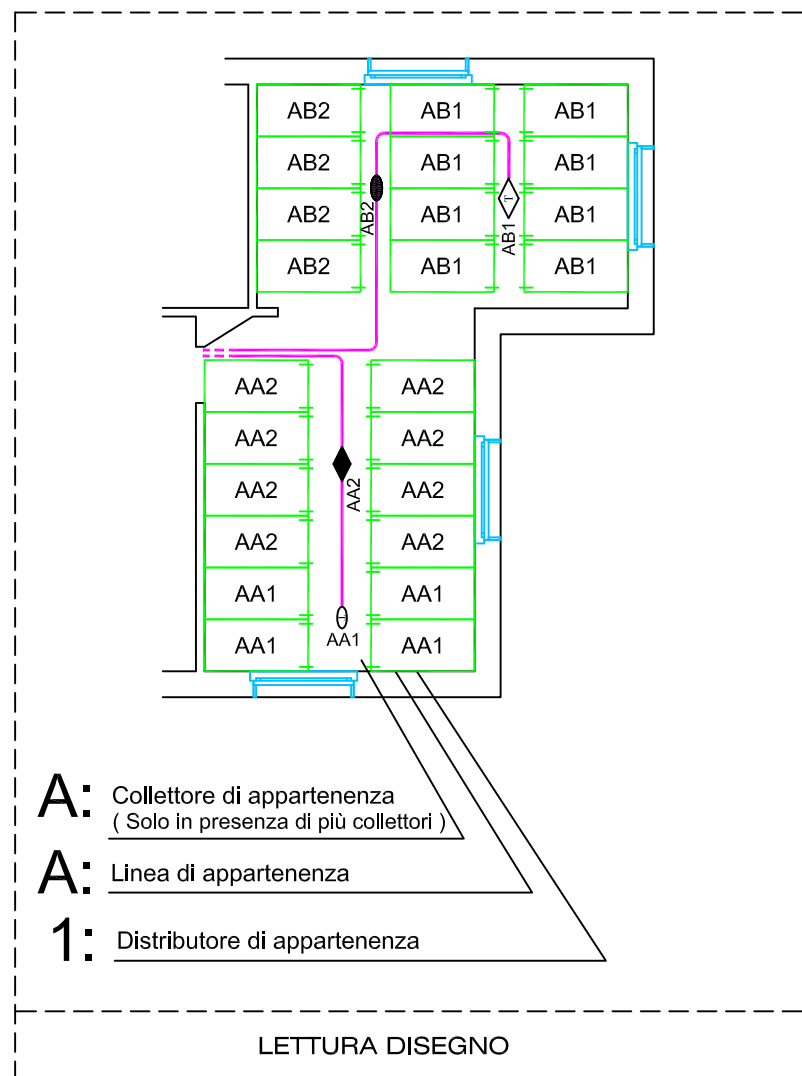 AB2 AB1 AB1
AB2 AB1 AB1
AB2 AB1 AB1
AB2 AB1 AB1
AB2
T
AB1
AA2 AA2
AA2 AA2
AA2 AA2
AA2 AA2
AA1 AA1
AA1 AA1
AA2
AA1
A: Collettore di appartenenza
( Solo in presenza di più collettori )
A: Linea di appartenenza
1: Distributore di appartenenza
LETTURA DISEGNO